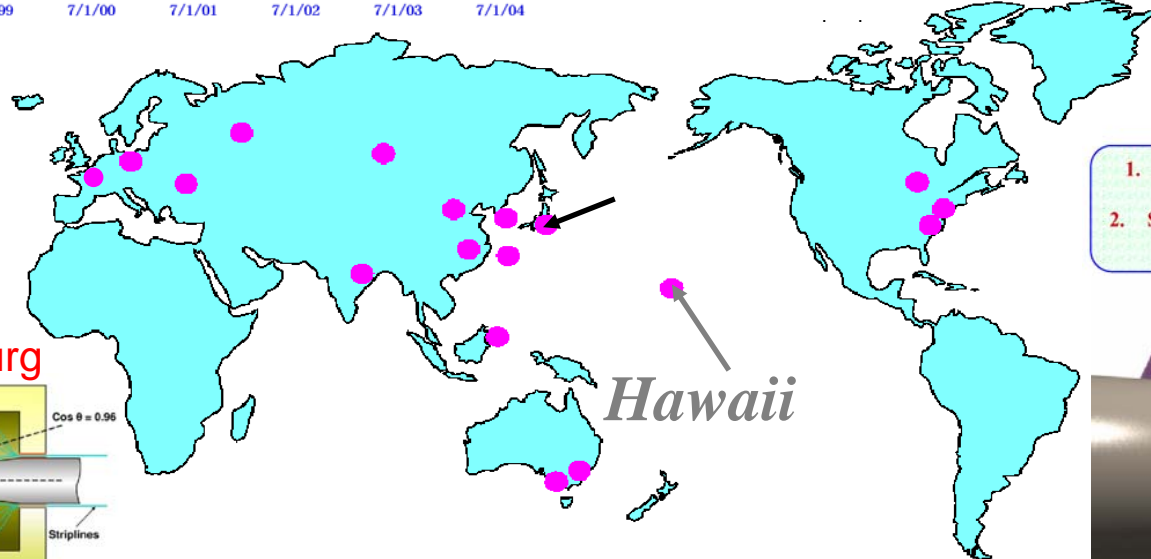 99 7/1/00 7/1/01 7/1/02 7/1/03 7/1/04
1.
2. S
urg
Hawaii
Cos θ = 0.96
Striplines